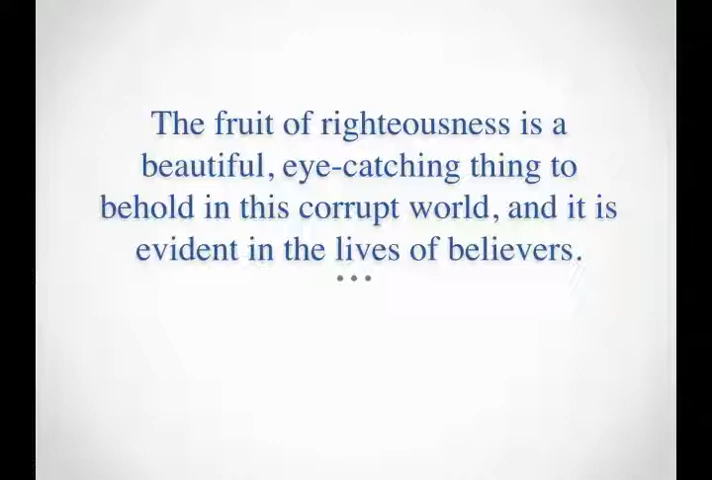 The fruit of righteousness is a
beautiful, eye-catching thing to
behold in this corrupt world, and it is
evident in the lives of believers.